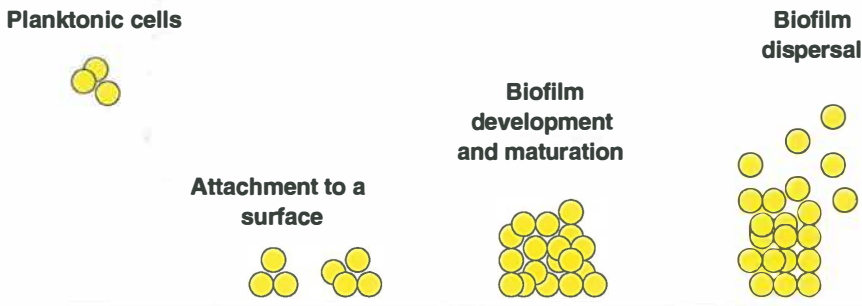 Planktonic cells
Attachment to a
surface
Biofilm
development
and maturation
Biofilm
dispersal